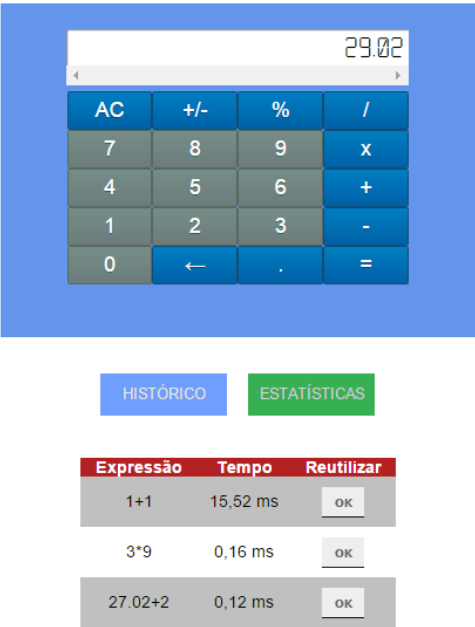 29.02
AC +/- % /
7 8 9 x
4 5 6 +
1 2 3 -
0 ← . =
HISTÓRICO ESTATÍSTICAS
Expressão Tempo Reutilizar
1+1 15,52 ms OK
3*9 0,16 ms OK
27.02+2 0,12 ms OK